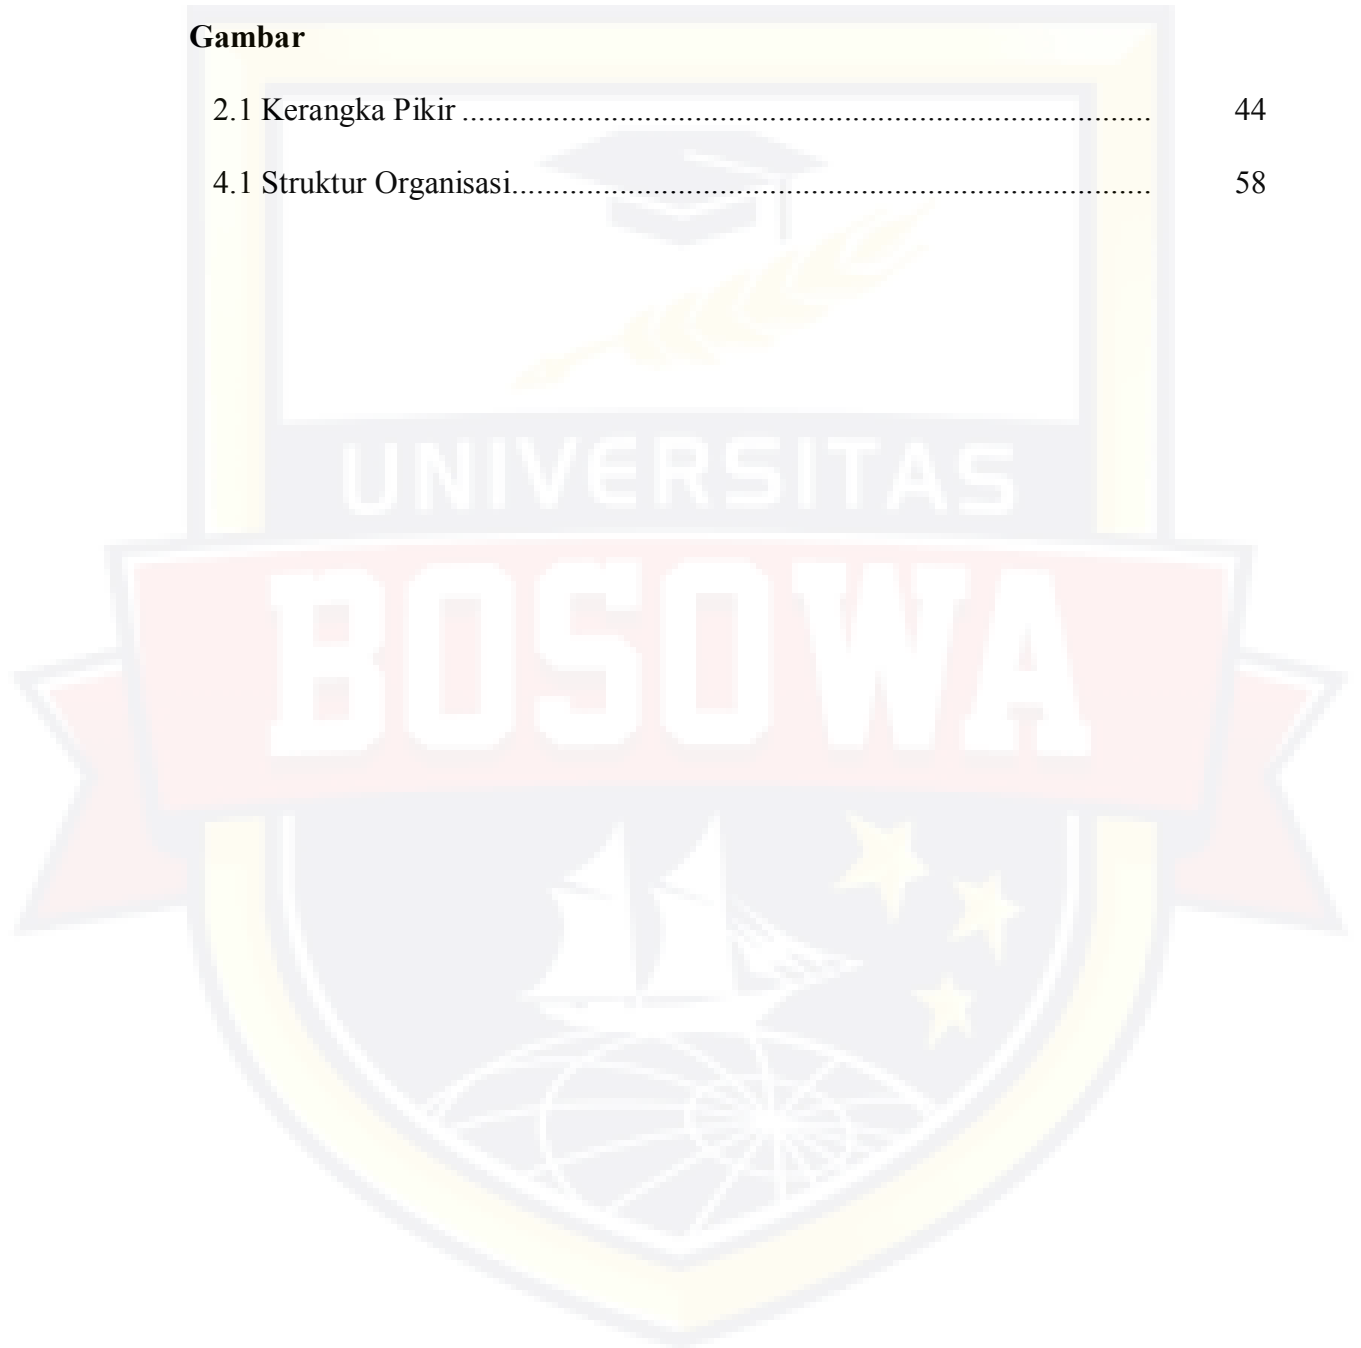 Gambar
2.1 Kerangka Pikir ..................................................................................... 44
4.1 Struktur Organisasi............................................................................... 58
UNIVERSITAS
BOSOWA